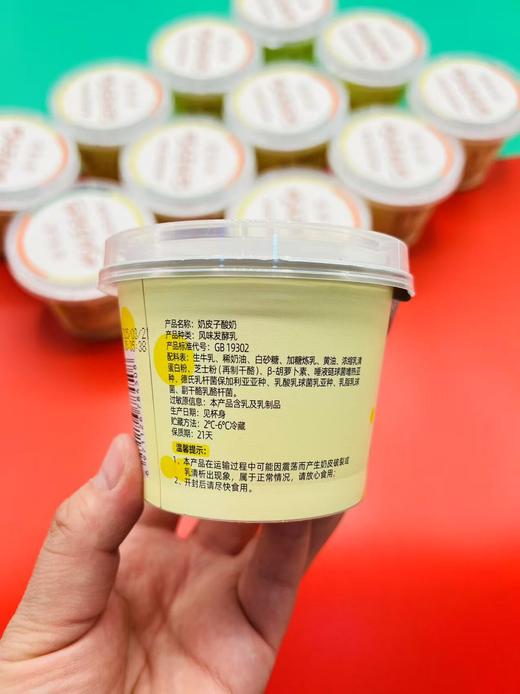 产品名称：奶皮子酸奶
产品种类：风味发酵乳
产品标准代号：GB 19302
配料表：生牛乳、稀奶油、白砂糖、加糖炼乳、黄油、浓缩乳清
蛋白粉、芝士粉（再制干酪）、β-胡萝卜素、唾液链球菌嗜热亚
种、德氏乳杆菌保加利亚亚种、乳酸乳球菌乳亚种、乳脂乳球
菌、副干酪乳酪杆菌。
过敏原信息：本产品含乳及乳制品
生产日期：见杯身
贮藏方法：2℃-6℃冷藏
保质期：21天
温馨提示：
1、本产品在运输过程中可能因震荡而产生奶皮破裂或
乳清析出现象，属于正常情况，请放心食用；
2、开封后请尽快食用。